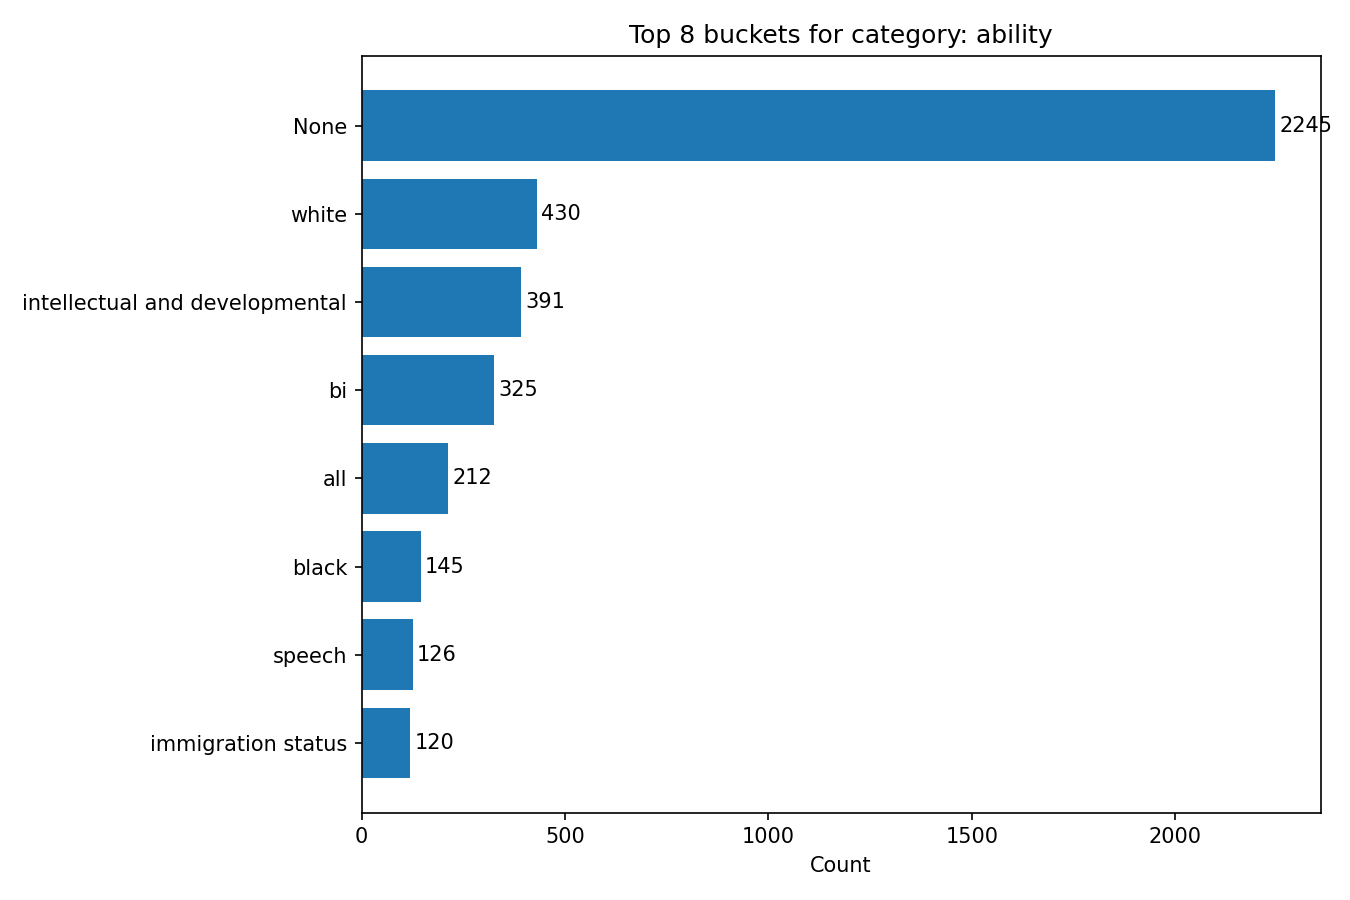 Top 8 buckets for category: ability
None 2245
white 430
intellectual and developmental 391
bi 325
all 212
black 145
speech 126
immigration status 120
0 500 1000 1500 2000
Count